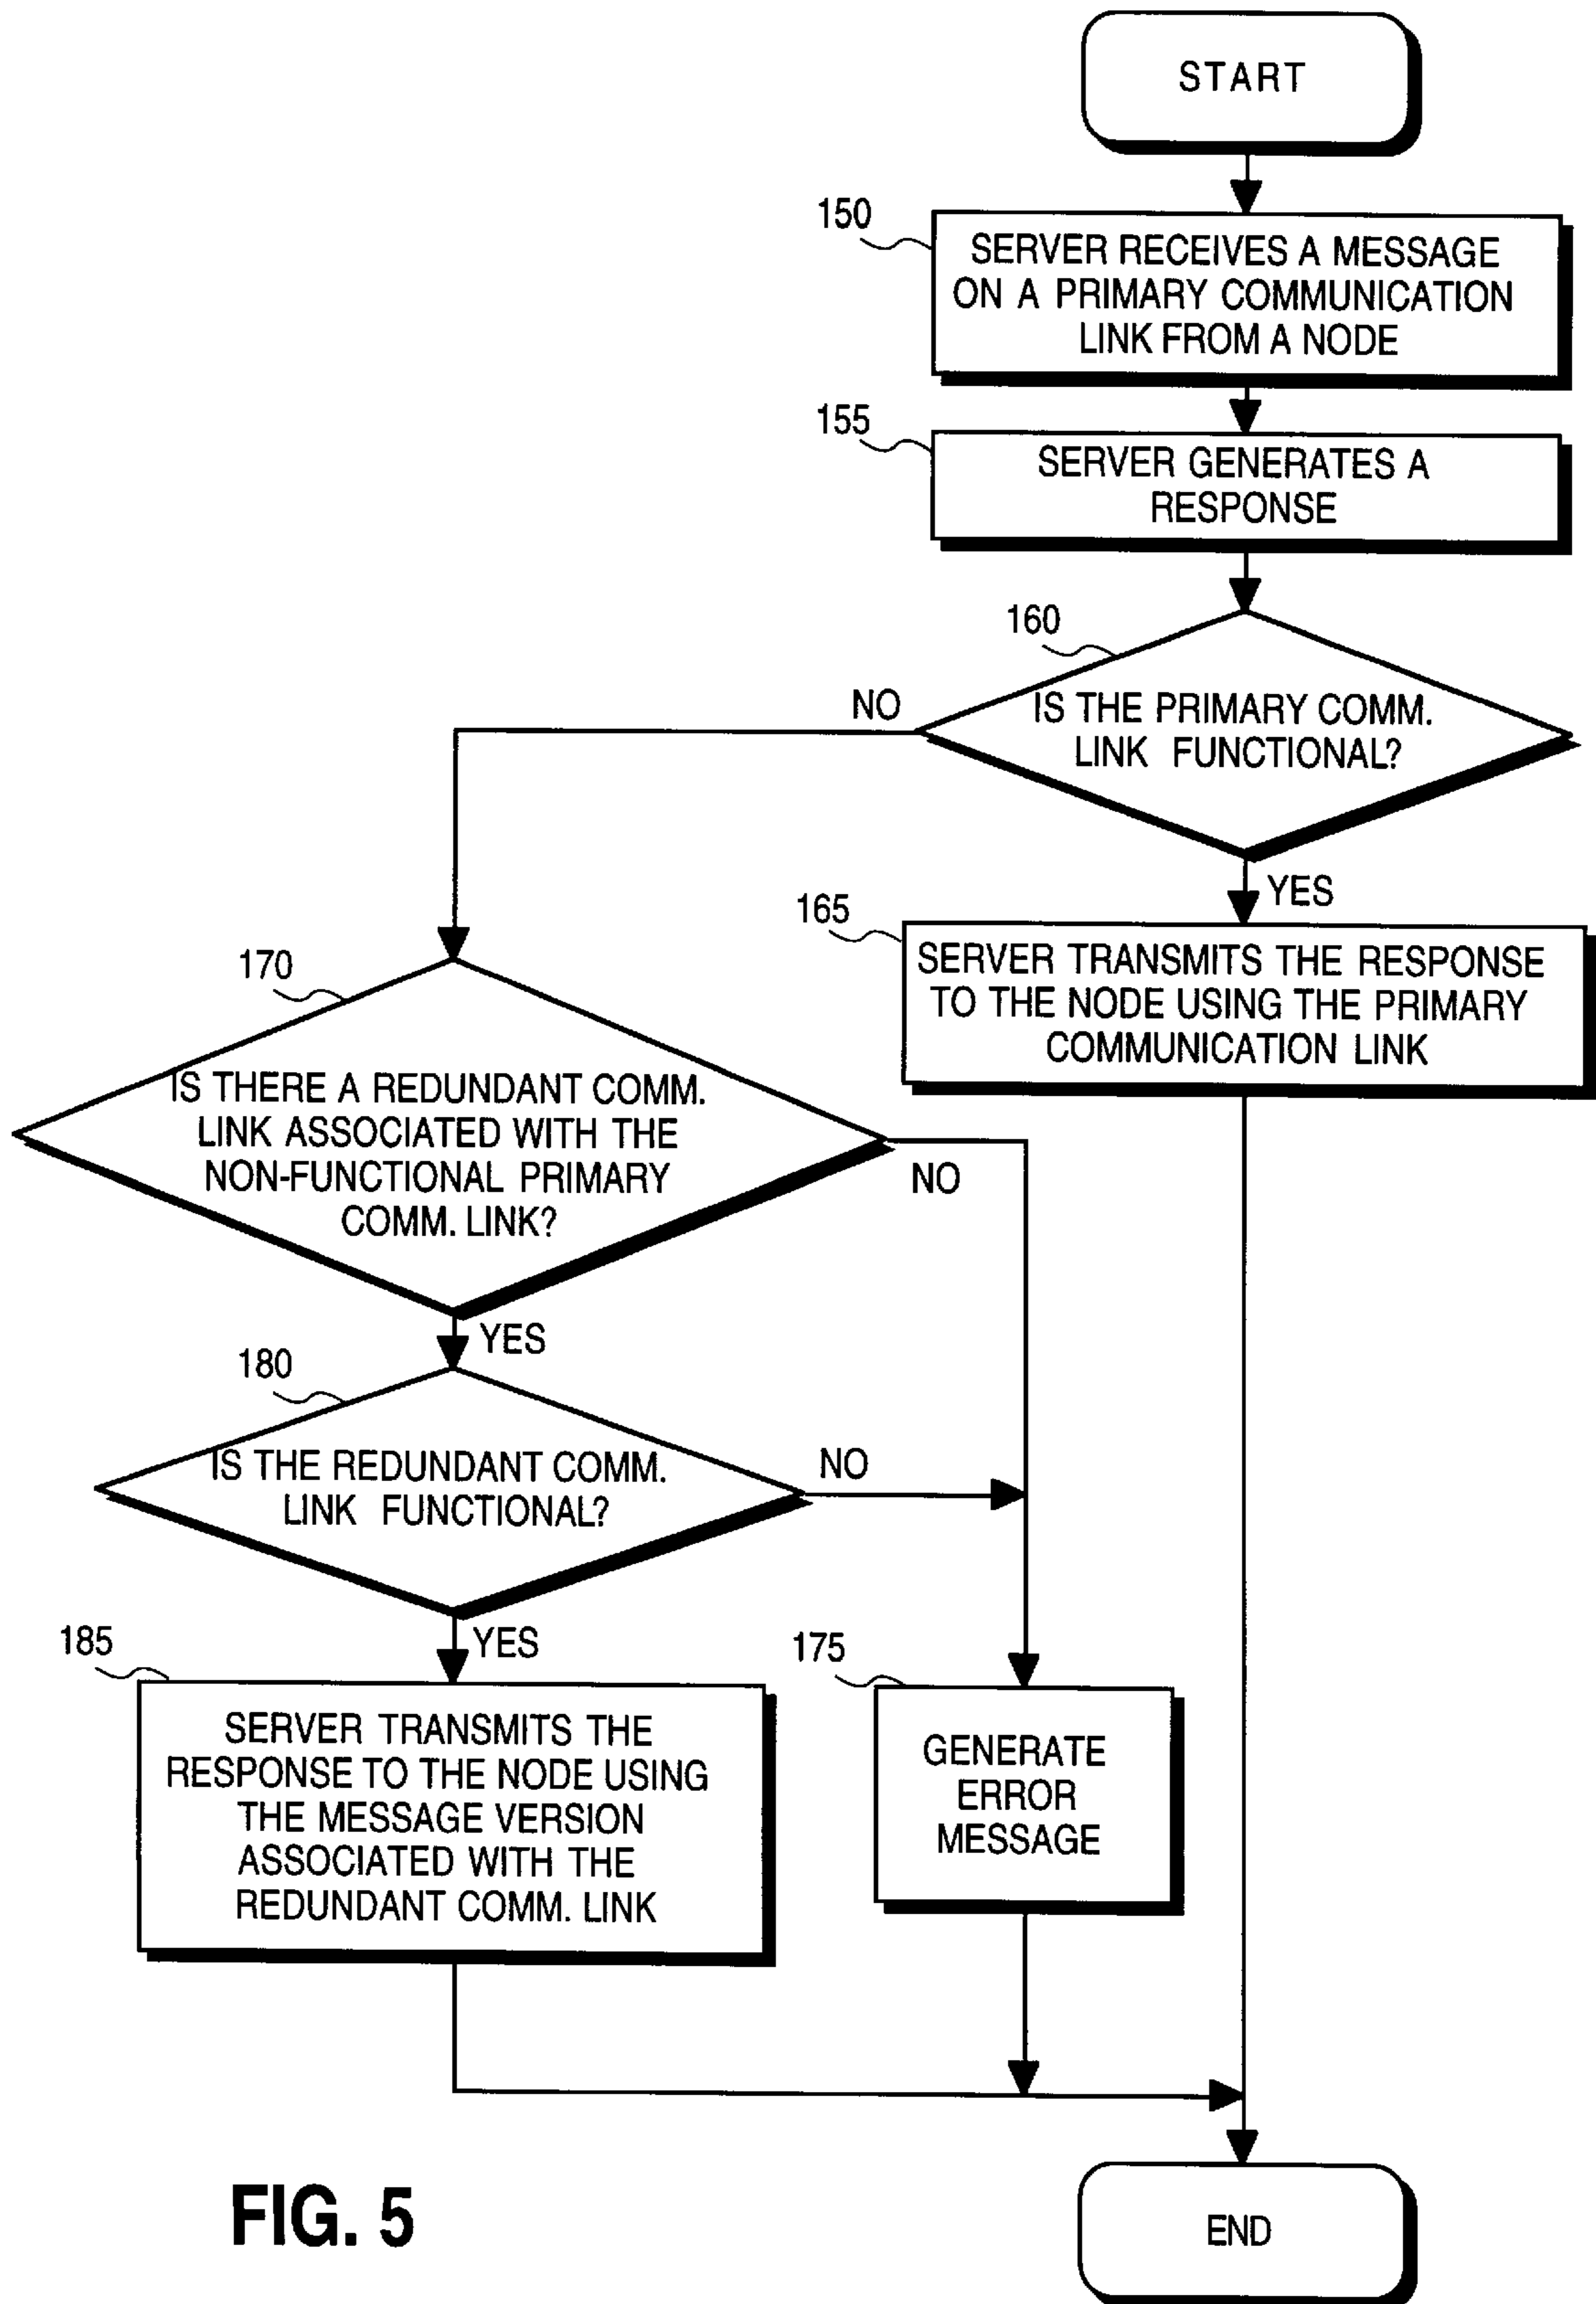 START
150
SERVER RECEIVES A MESSAGE
ON A PRIMARY COMMUNICATION
LINK FROM A NODE
155
SERVER GENERATES A
RESPONSE
160
IS THE PRIMARY COMM.
LINK FUNCTIONAL?
NO
YES
165
SERVER TRANSMITS THE RESPONSE
TO THE NODE USING THE PRIMARY
COMMUNICATION LINK
170
IS THERE A REDUNDANT COMM.
LINK ASSOCIATED WITH THE
NON-FUNCTIONAL PRIMARY
COMM. LINK?
NO
YES
180
IS THE REDUNDANT COMM.
LINK FUNCTIONAL?
NO
YES
185
SERVER TRANSMITS THE
RESPONSE TO THE NODE USING
THE MESSAGE VERSION
ASSOCIATED WITH THE
REDUNDANT COMM. LINK
175
GENERATE
ERROR
MESSAGE
FIG. 5
END